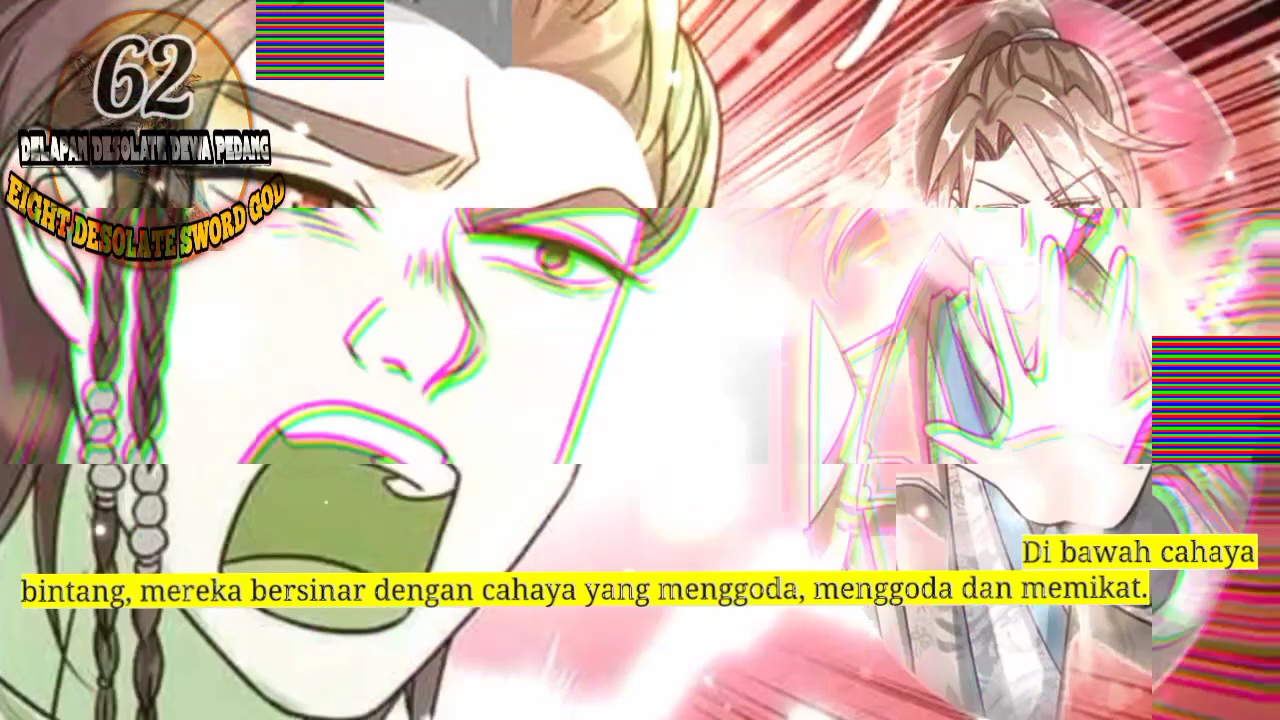 62
DELAPAN DESOLATE DEWA PEDANG
EIGHT DESOLATE SWORD GOD
Di bawah cahaya
bintang, mereka bersinar dengan cahaya yang menggoda, menggoda dan memikat.